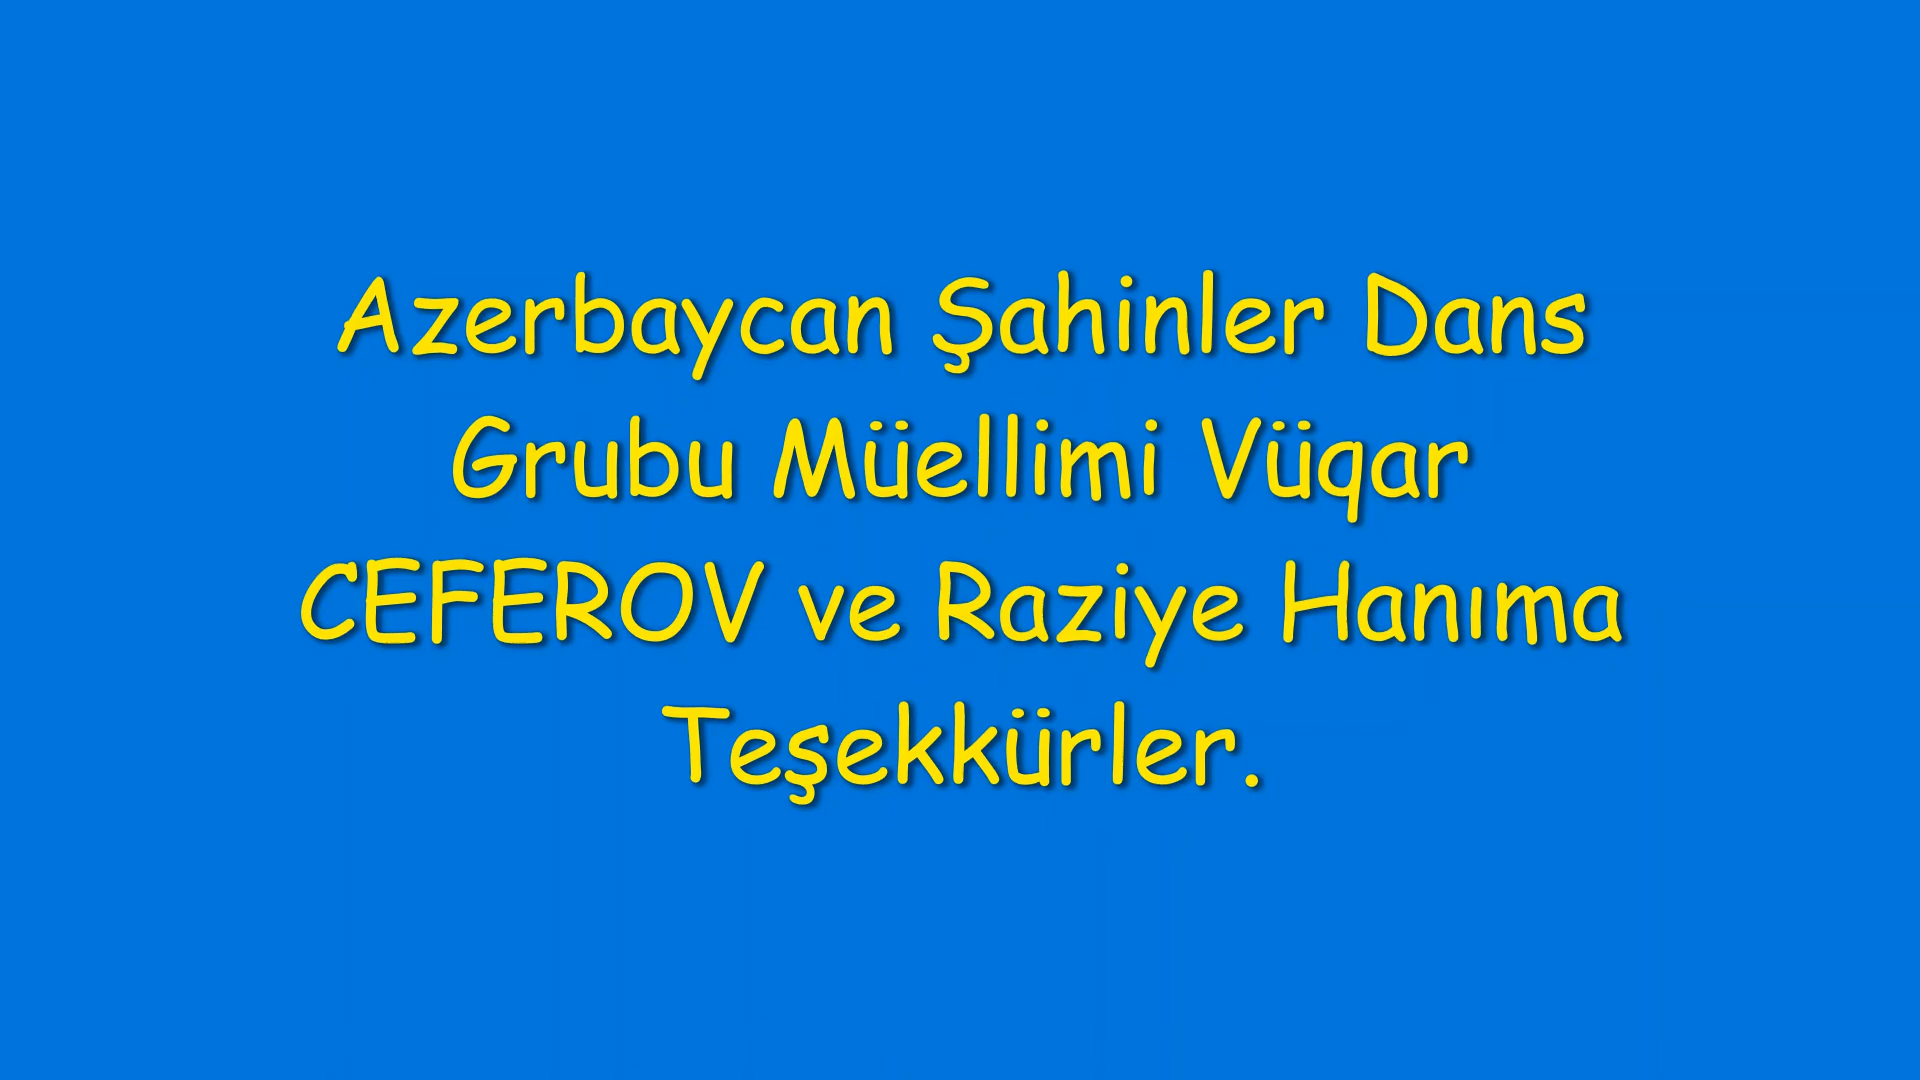 Azerbaycan Şahinler Dans
Grubu Müellimi Vüqar
CEFEROV ve Raziye Hanıma
Teşekkürler.